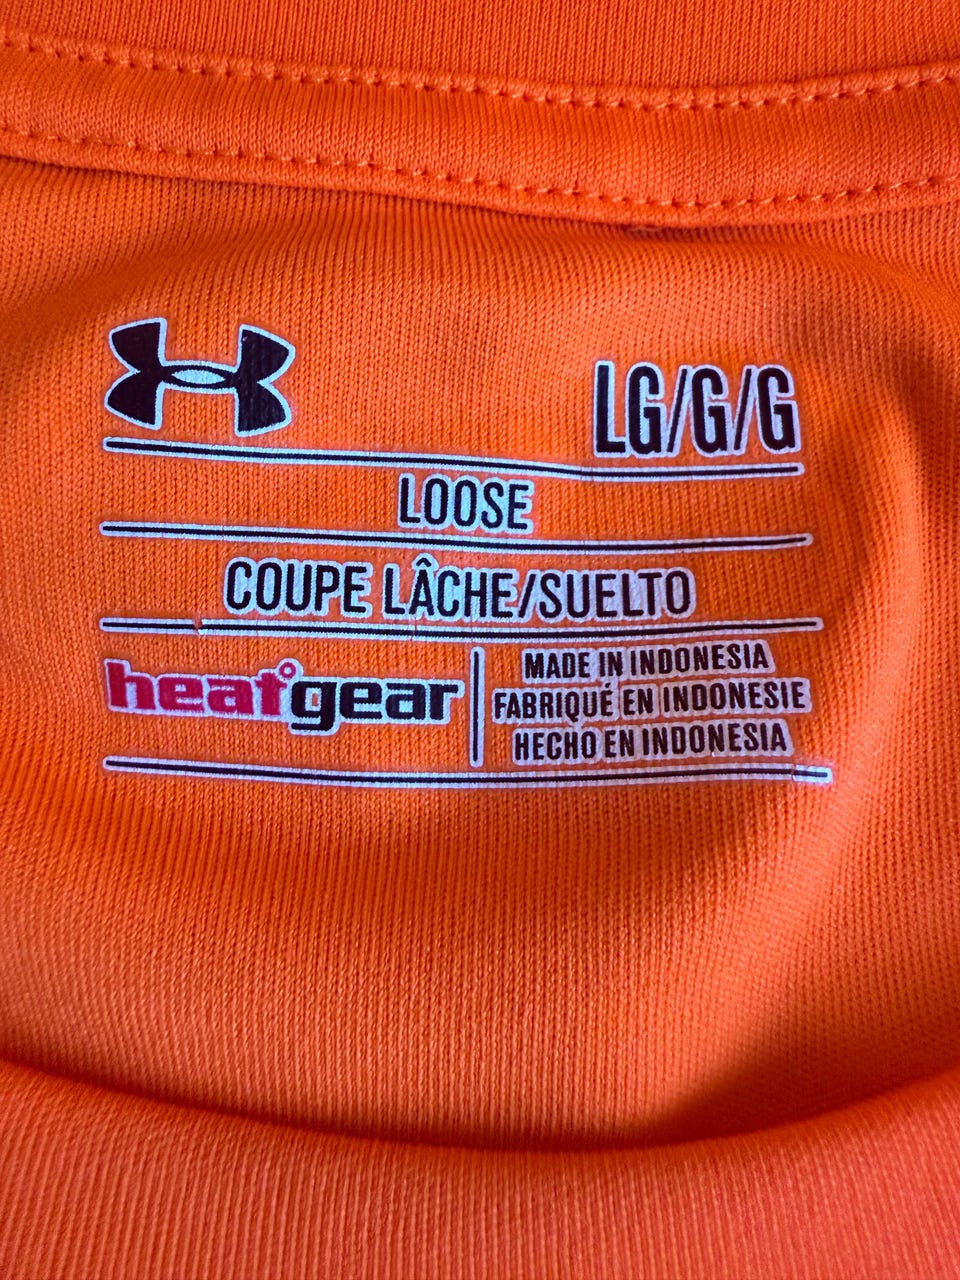 LG/G/G
LOOSE
COUPE LÂCHE/SUELTO
heatgear
MADE IN INDONESIA
FABRIQUÉ EN INDONESIE
HECHO EN INDONESIA